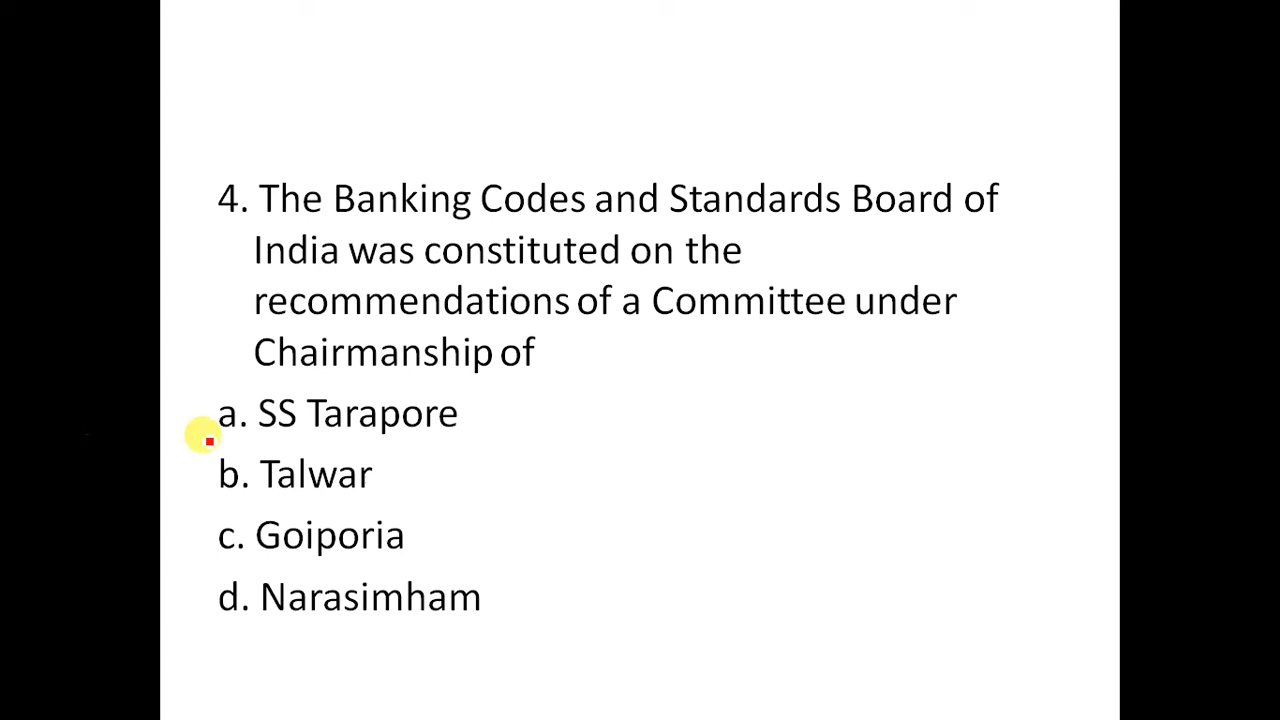 4. The Banking Codes and Standards Board of
India was constituted on the
recommendations of a Committee under
Chairmanship of
a. SS Tarapore
b. Talwar
c. Goiporia
d. Narasimham